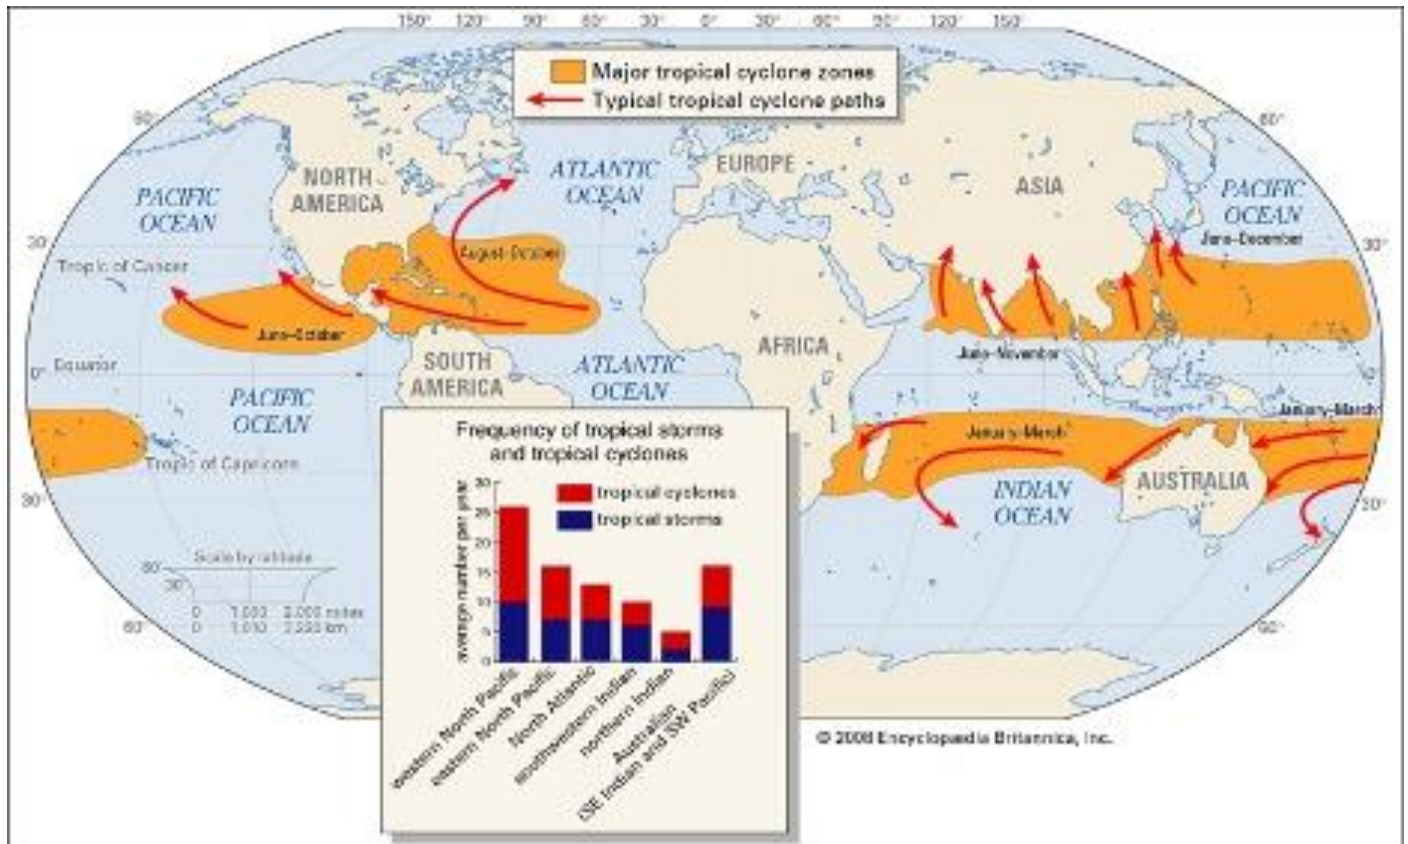 150° 120° 90° 60° 30° 0° 30° 60° 90° 120° 150°
Major tropical cyclone zones
Typical tropical cyclone paths
60°
60°
NORTH
AMERICA
ATLANTIC
OCEAN
EUROPE
ASIA
PACIFIC
OCEAN
PACIFIC
OCEAN
June–December
30°
30°
August–October
Tropic of Cancer
June–October
AFRICA
June–November
Equator
0°
SOUTH
AMERICA
ATLANTIC
OCEAN
PACIFIC
OCEAN
January–March
January–March
Tropic of Capricorn
AUSTRALIA
INDIAN
OCEAN
30°
30°
Frequency of tropical storms
and tropical cyclones
average number per year
30
25
20
15
10
5
0
tropical cyclones
tropical storms
western North Pacific
eastern North Pacific
North Atlantic
southwestern Indian
northern Indian
Australian
(SE Indian and SW Pacific)
Scale by latitude
60°
30°
0 1,000 2,000 miles
0
km
60°
60°
© 2008 Encyclopædia Britannica, Inc.